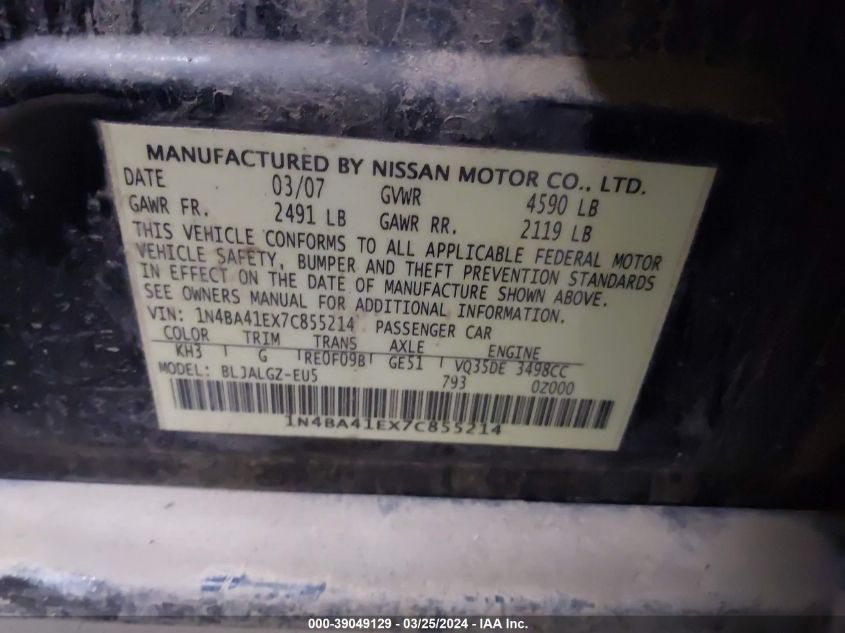 MANUFACTURED BY NISSAN MOTOR CO., LTD.
DATE 03/07 GVWR 4590 LB
GAWR FR. 2491 LB GAWR RR. 2119 LB
THIS VEHICLE CONFORMS TO ALL APPLICABLE FEDERAL MOTOR
VEHICLE SAFETY, BUMPER AND THEFT PREVENTION STANDARDS
IN EFFECT ON THE DATE OF MANUFACTURE SHOWN ABOVE.
SEE OWNERS MANUAL FOR ADDITIONAL INFORMATION.
VIN: 1N4BA41EX7C855214 PASSENGER CAR
COLOR TRIM TRANS AXLE ENGINE
KH3 G RE0F09B GE51 VQ35DE 3498CC
MODEL: BLJALGZ-EU5 793 0Z000
1N4BA41EX7C855214
000-39049129 - 03/25/2024 - IAA Inc.